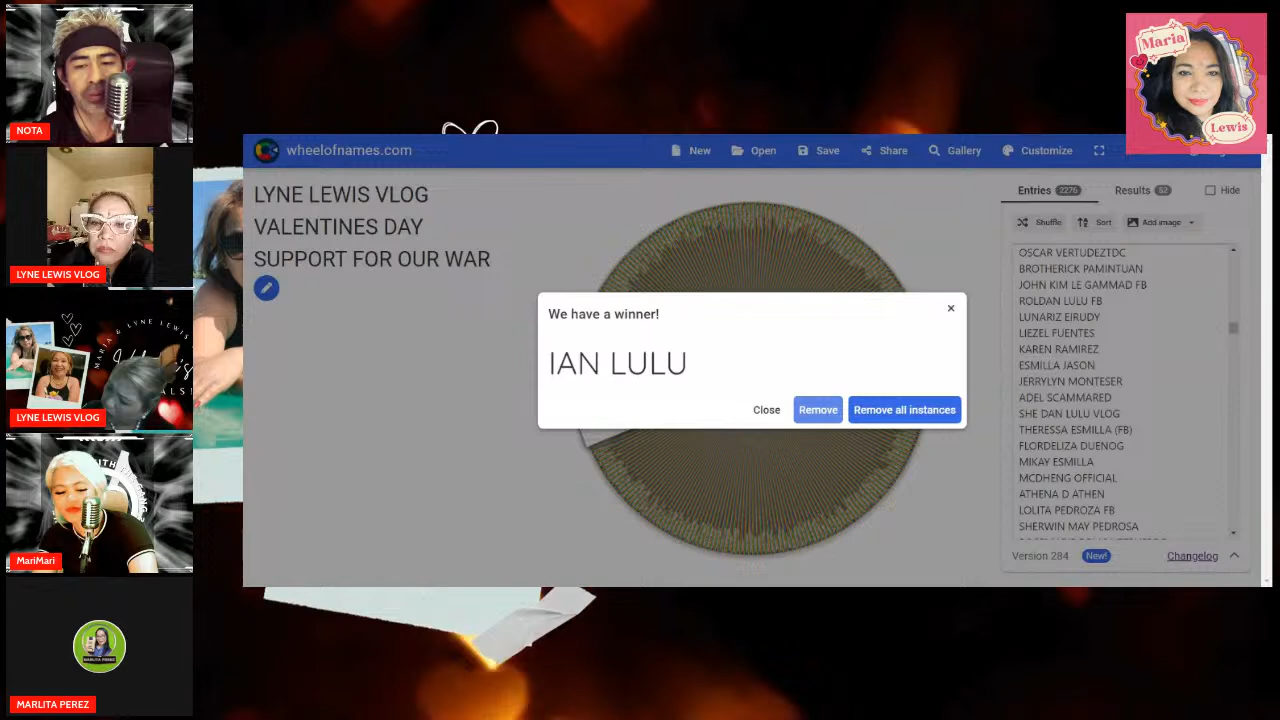 NOTA
LYNE LEWIS VLOG
LYNE LEWIS VLOG
MariMari
MARLITA PEREZ
Maria
Lewis
wheelofnames.com
New
Open
Save
Share
Gallery
Customize
LYNE LEWIS VLOG
VALENTINES DAY
SUPPORT FOR OUR WAR
We have a winner!
×
IAN LULU
Close
Remove
Remove all instances
Entries 2276
Results 52
Hide
Shuffle
Sort
Add image
OSCAR VERTUDEZTDC
BROTHERICK PAMINTUAN
JOHN KIM LE GAMMAD FB
ROLDAN LULU FB
LUNARIZ EIRUDY
LIEZEL FUENTES
KAREN RAMIREZ
ESMILLA JASON
JERRYLYN MONTESER
ADEL SCAMMARED
SHE DAN LULU VLOG
THERESSA ESMILLA (FB)
FLORDELIZA DUENOG
MIKAY ESMILLA
MCDHENG OFFICIAL
ATHENA D ATHEN
LOLITA PEDROZA FB
SHERWIN MAY PEDROSA
Version 284
New!
Changelog